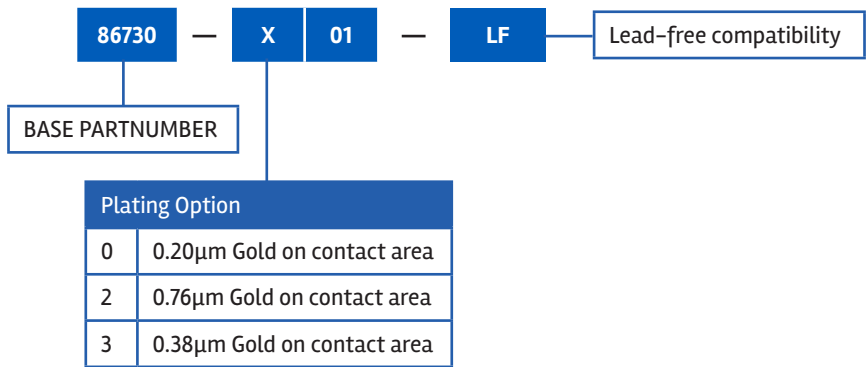 86730 — X 01 — LF Lead-free compatibility
BASE PARTNUMBER
Plating Option
0 0.20µm Gold on contact area
2 0.76µm Gold on contact area
3 0.38µm Gold on contact area